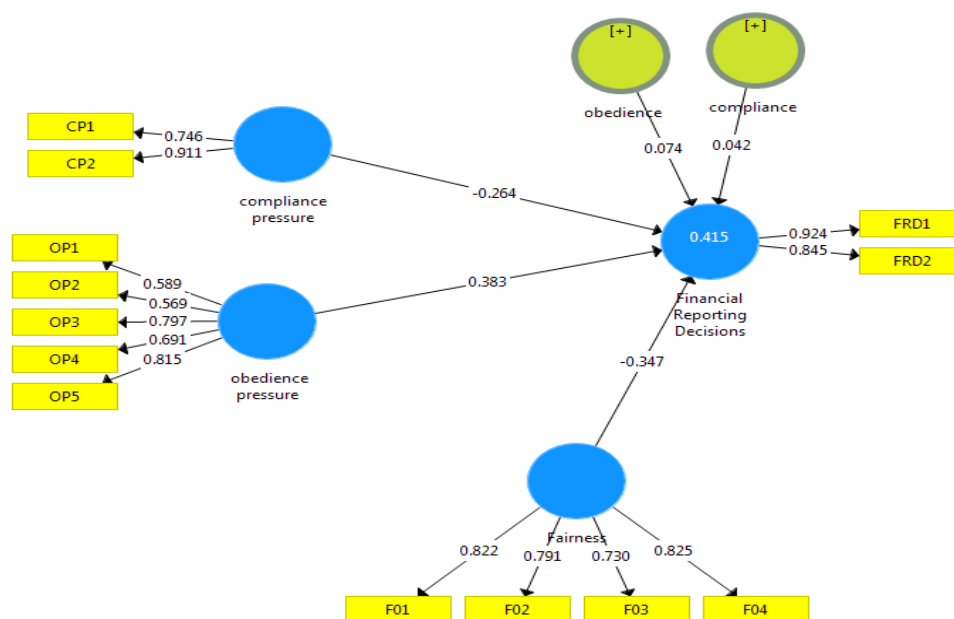 [+]
[+]
obedience
compliance
0.074
0.042
CP1
CP2
0.746
0.911
compliance
pressure
-0.264
OP1
OP2
OP3
OP4
OP5
0.589
0.569
0.797
0.691
0.815
obedience
pressure
0.383
0.415
Financial
Reporting
Decisions
0.924
0.845
FRD1
FRD2
-0.347
Fairness
0.822
0.791
0.730
0.825
F01
F02
F03
F04